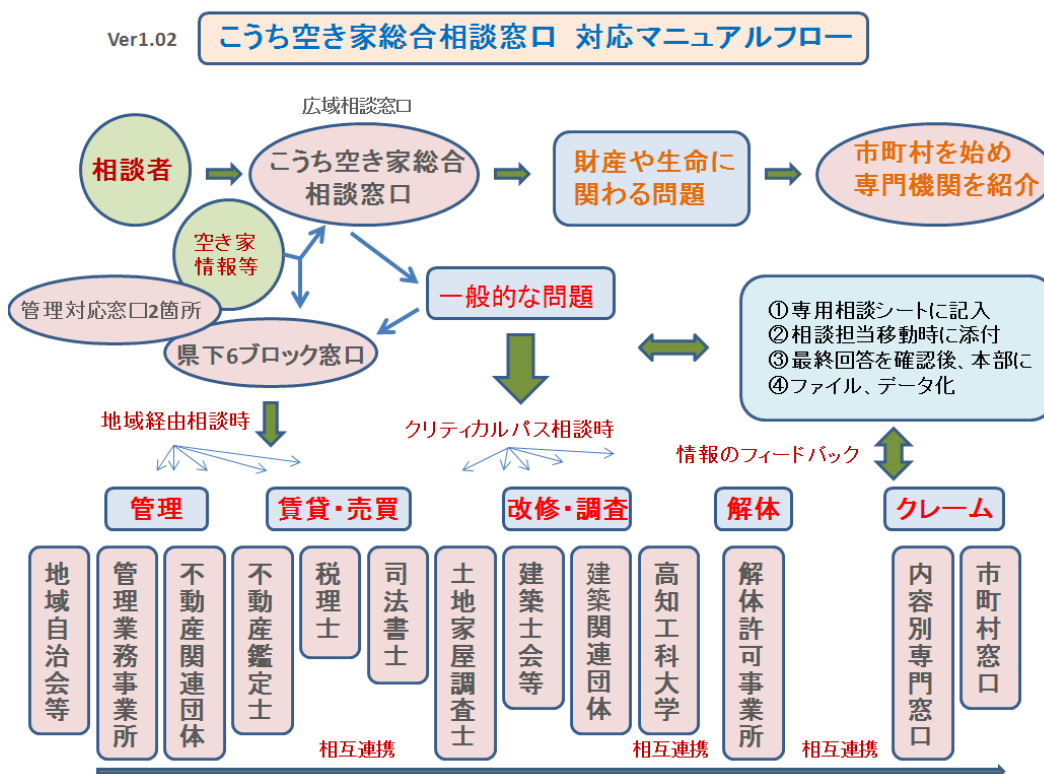 Ver1.02
こうち空き家総合相談窓口 対応マニュアルフロー
広域相談窓口
相談者
こうち空き家総合
相談窓口
財産や生命に
関わる問題
市町村を始め
専門機関を紹介
空き家
情報等
管理対応窓口2箇所
県下6ブロック窓口
一般的な問題
①専用相談シートに記入
②相談担当移動時に添付
③最終回答を確認後、本部に
④ファイル、データ化
地域経由相談時
クリティカルパス相談時
情報のフィードバック
管理
賃貸・売買
改修・調査
解体
クレーム
地域自治会等
管理業務事業所
不動産関連団体
不動産鑑定士
税理士
司法書士
土地家屋調査士
建築士会等
建築関連団体
高知工科大学
解体許可事業所
内容別専門窓口
市町村窓口
相互連携
相互連携
相互連携